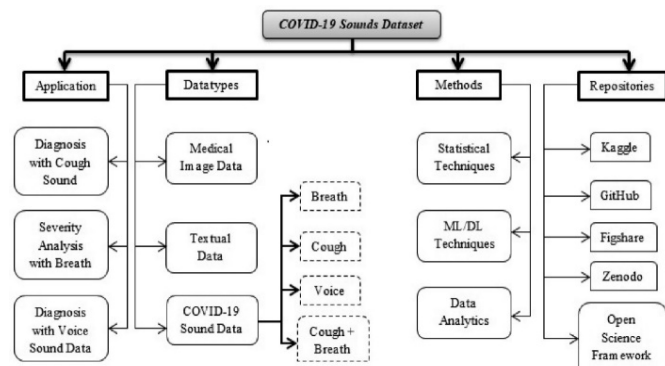 COVID-19 Sounds Dataset
Application
Datatypes
Methods
Repositories
Diagnosis
with Cough
Sound
Severity
Analysis
with Breath
Diagnosis
with Voice
Sound Data
Medical
Image Data
Textual
Data
COVID-19
Sound Data
Breath
Cough
Voice
Cough +
Breath
Statistical
Techniques
ML/DL
Techniques
Data
Analytics
Kaggle
GitHub
Figshare
Zenodo
Open
Science
Framework